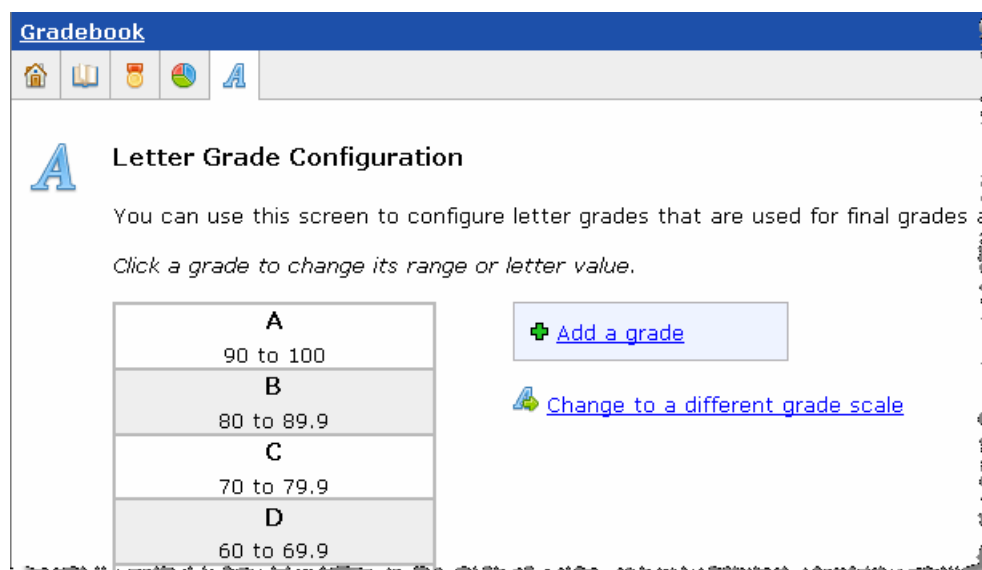 Gradebook
Letter Grade Configuration
You can use this screen to configure letter grades that are used for final grades
Click a grade to change its range or letter value.
A
90 to 100
B
80 to 89.9
C
70 to 79.9
D
60 to 69.9
Add a grade
Change to a different grade scale